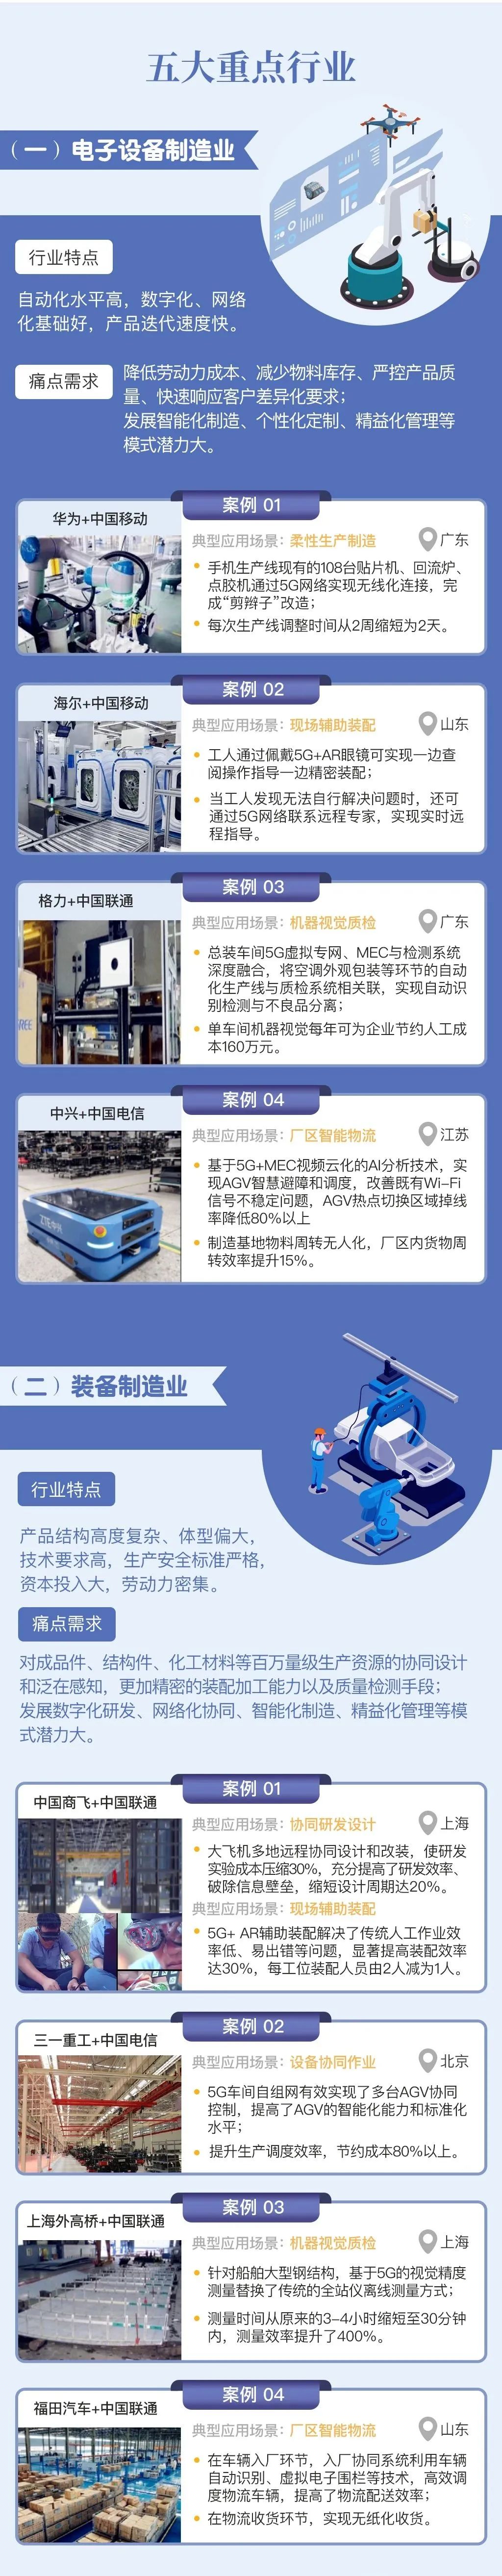 五大重点行业
（一）电子设备制造业
行业特点
自动化水平高，数字化、网络
化基础好，产品迭代速度快。
痛点需求
降低劳动力成本、减少物料库存、严控产品质
量、快速响应客户差异化要求；
发展智能化制造、个性化定制、精益化管理等
模式潜力大。
案例 01
华为+中国移动
典型应用场景：柔性生产制造
广东
手机生产线现有的108台贴片机、回流炉、
点胶机通过5G网络实现无线化连接，完
成“剪辫子”改造；
每次生产线调整时间从2周缩短为2天。
案例 02
海尔+中国移动
典型应用场景：现场辅助装配
山东
工人通过佩戴5G+AR眼镜可实现一边查
阅操作指导一边精密装配；
当工人发现无法自行解决问题时，还可
通过5G网络联系远程专家，实现实时远
程指导。
案例 03
格力+中国联通
典型应用场景：机器视觉质检
广东
总装车间5G虚拟专网、MEC与检测系统
深度融合，将空调外观包装等环节的自动
化生产线与质检系统相关联，实现自动识
别检测与不良品分离；
单车间机器视觉每年可为企业节约人工成
本160万元。
案例 04
中兴+中国电信
典型应用场景：厂区智能物流
江苏
基于5G+MEC视频云化的AI分析技术，实
现AGV智慧避障和调度，改善既有Wi-Fi
信号不稳定问题，AGV热点切换区域掉线
率降低80%以上
制造基地物料周转无人化，厂区内货物周
转效率提升15%。
（二）装备制造业
行业特点
产品结构高度复杂、体型偏大，
技术要求高，生产安全标准严格，
资本投入大，劳动力密集。
痛点需求
对成品件、结构件、化工材料等百万量级生产资源的协同设计
和泛在感知，更加精密的装配加工能力以及质量检测手段；
发展数字化研发、网络化协同、智能化制造、精益化管理等模
式潜力大。
案例 01
中国商飞+中国联通
典型应用场景：协同研发设计
上海
大飞机多地远程协同设计和改装，使研发
实验成本压缩30%，充分提高了研发效率、
破除信息壁垒，缩短设计周期达20%。
典型应用场景：现场辅助装配
5G+ AR辅助装配解决了传统人工作业效
率低、易出错等问题，显著提高装配效率
达30%，每工位装配人员由2人减为1人。
案例 02
三一重工+中国电信
典型应用场景：设备协同作业
北京
5G车间自组网有效实现了多台AGV协同
控制，提高了AGV的智能化能力和标准化
水平；
提升生产调度效率，节约成本80%以上。
案例 03
上海外高桥+中国联通
典型应用场景：机器视觉质检
上海
针对船舶大型钢结构，基于5G的视觉精度
测量替换了传统的全站仪离线测量方式；
测量时间从原来的3-4小时缩短至30分钟
内，测量效率提升了400%。
案例 04
福田汽车+中国联通
典型应用场景：厂区智能物流
山东
在车辆入厂环节，入厂协同系统利用车辆
自动识别、虚拟电子围栏等技术，高效调
度物流车辆，提高了物流配送效率；
在物流收货环节，实现无纸化收货。